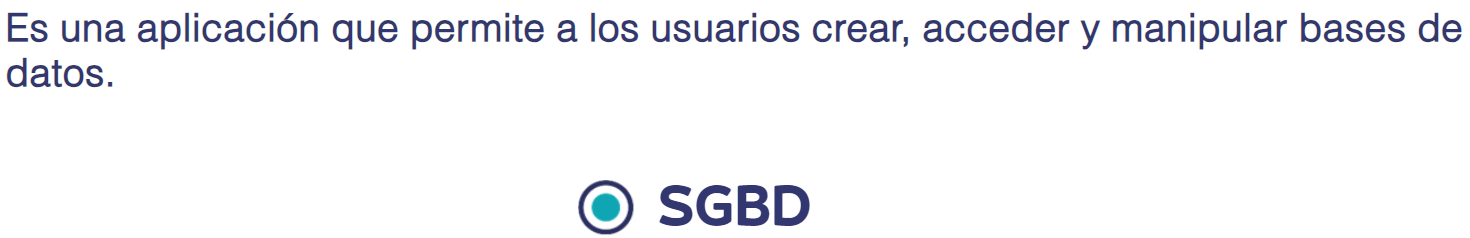 Es una aplicación que permite a los usuarios crear, acceder y manipular bases de
datos.
SGBD